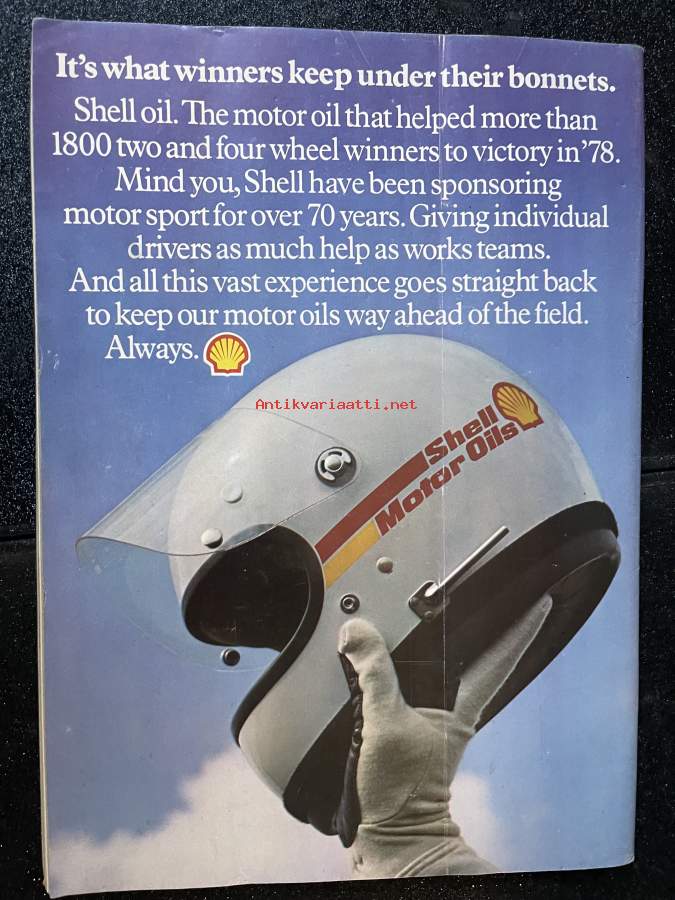 It's what winners keep under their bonnets.
Shell oil. The motor oil that helped more than
1800 two and four wheel winners to victory in '78.
Mind you, Shell have been sponsoring
motor sport for over 70 years. Giving individual
drivers as much help as works teams.
And all this vast experience goes straight back
to keep our motor oils way ahead of the field.
Always.
Antikvariaatti.net
Shell
Motor Oils